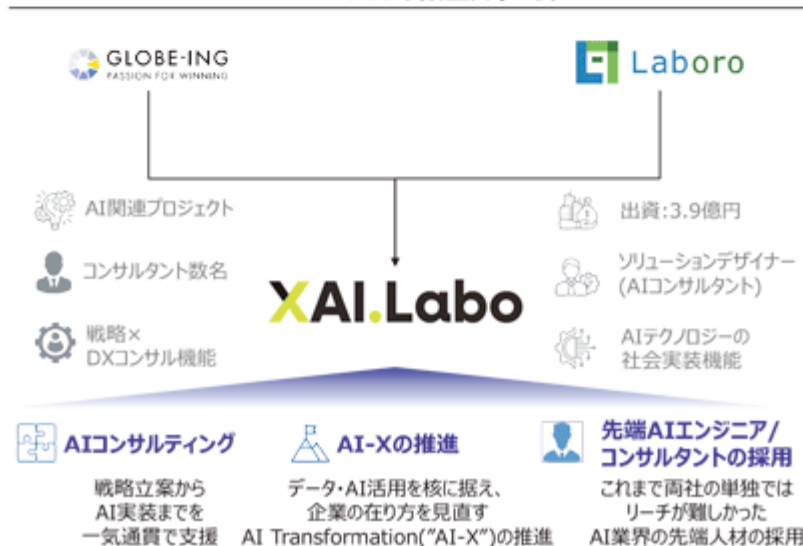 GLOBE-ING
PASSION FOR WINNING
Laboro
AI関連プロジェクト
コンサルタント数名
戦略×
DXコンサル機能
出資:3.9億円
ソリューションデザイナー
(AIコンサルタント)
AIテクノロジーの
社会実装機能
XAI.Labo
AIコンサルティング
戦略立案から
AI実装までを
一気通貫で支援
AI-Xの推進
データ・AI活用を核に据え、
企業の在り方を見直す
AI Transformation("AI-X")の推進
先端AIエンジニア/
コンサルタントの採用
これまで両社の単独では
リーチが難しかった
AI業界の先端人材の採用